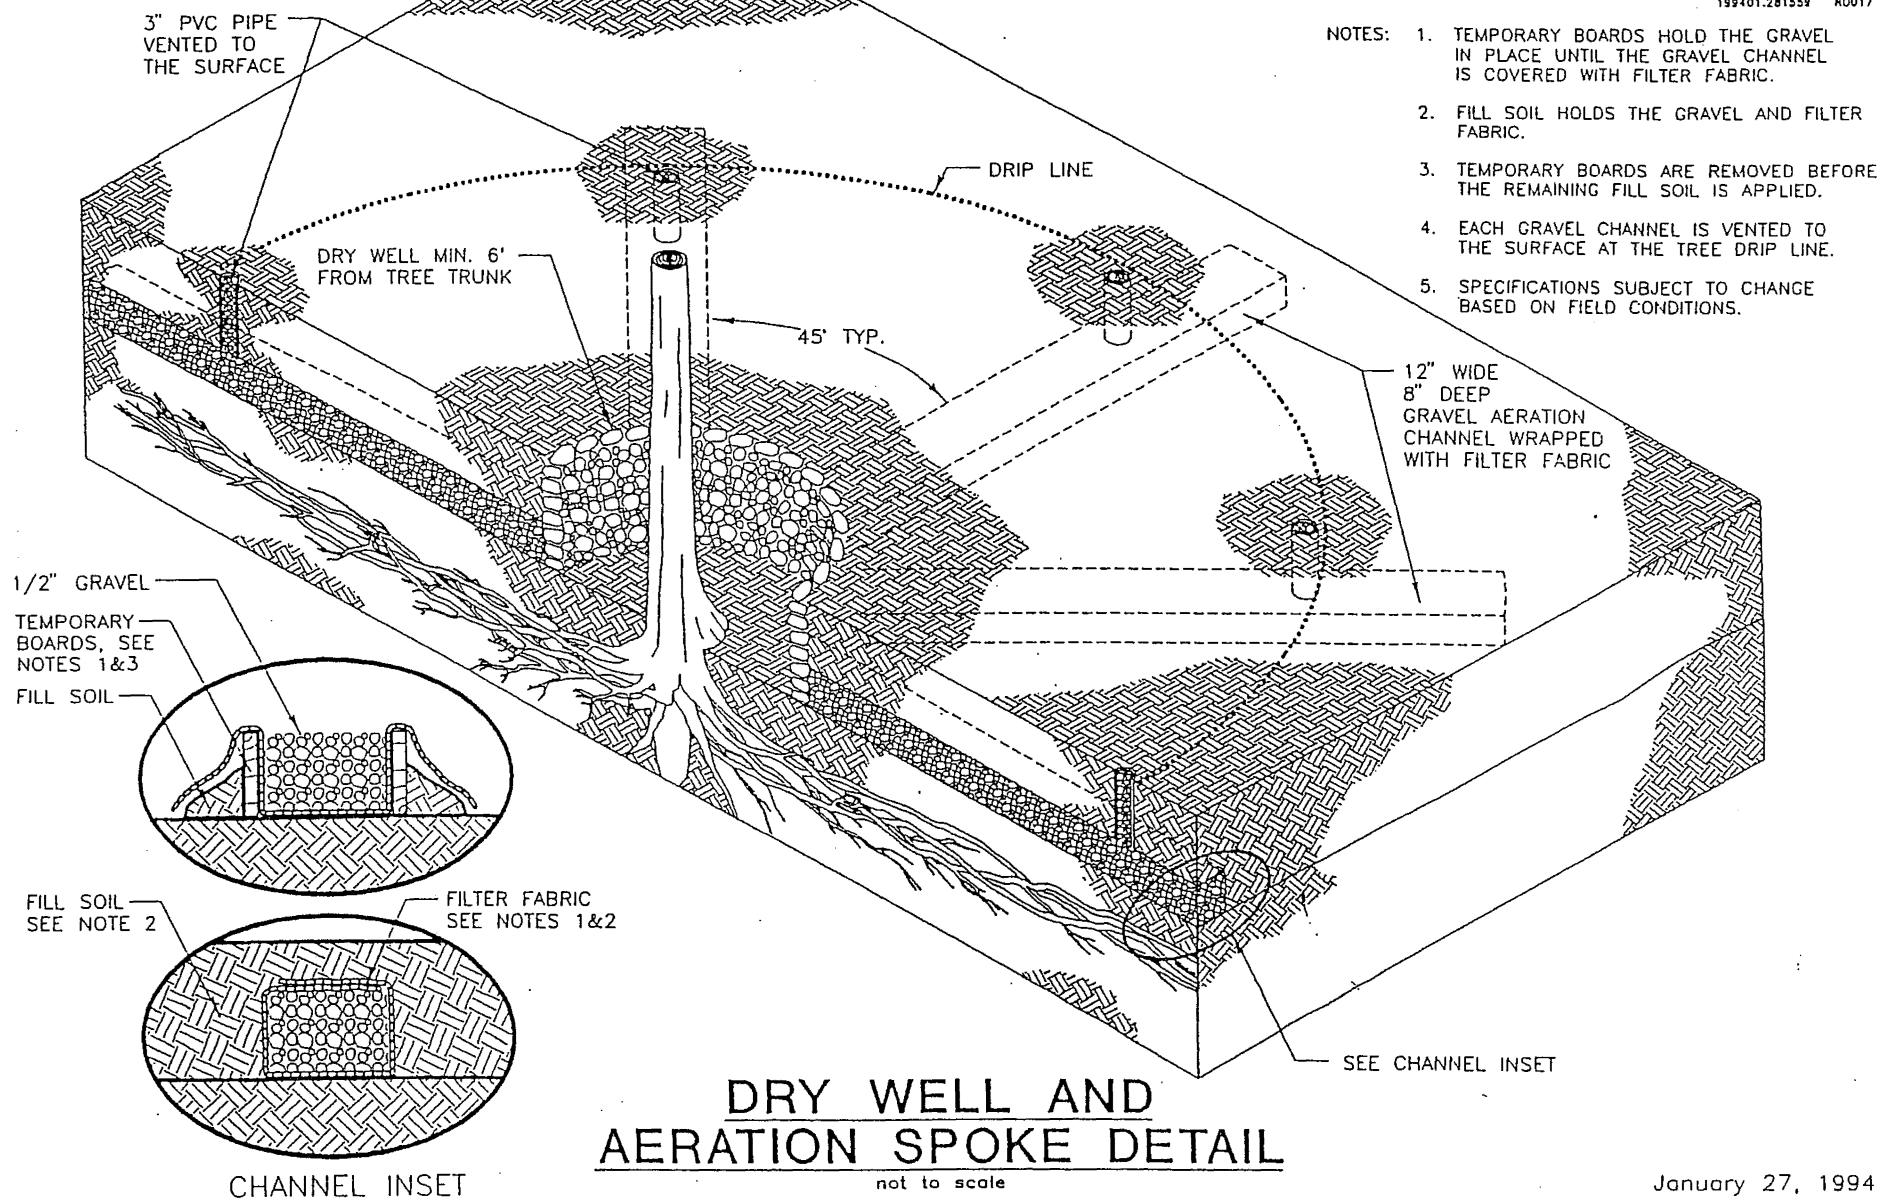 199401.281559 R0017
3" PVC PIPE
VENTED TO
THE SURFACE
NOTES: 1. TEMPORARY BOARDS HOLD THE GRAVEL
IN PLACE UNTIL THE GRAVEL CHANNEL
IS COVERED WITH FILTER FABRIC.
2. FILL SOIL HOLDS THE GRAVEL AND FILTER
FABRIC.
3. TEMPORARY BOARDS ARE REMOVED BEFORE
THE REMAINING FILL SOIL IS APPLIED.
4. EACH GRAVEL CHANNEL IS VENTED TO
THE SURFACE AT THE TREE DRIP LINE.
5. SPECIFICATIONS SUBJECT TO CHANGE
BASED ON FIELD CONDITIONS.
DRIP LINE
DRY WELL MIN. 6'
FROM TREE TRUNK
45' TYP.
12" WIDE
8" DEEP
GRAVEL AERATION
CHANNEL WRAPPED
WITH FILTER FABRIC
1/2" GRAVEL
TEMPORARY
BOARDS, SEE
NOTES 1&3
FILL SOIL
FILL SOIL
SEE NOTE 2
FILTER FABRIC
SEE NOTES 1&2
SEE CHANNEL INSET
CHANNEL INSET
DRY WELL AND
AERATION SPOKE DETAIL
not to scale
January 27, 1994